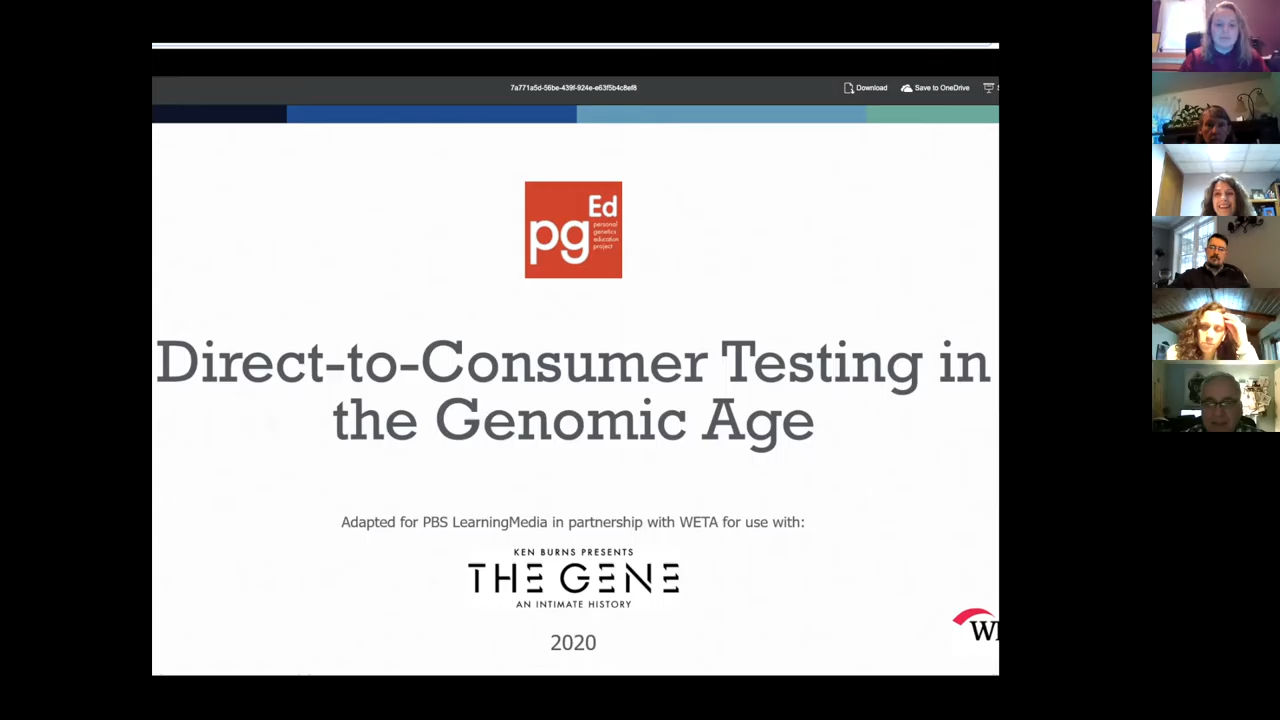 7a771a5d-56be-439f-924e-e63f5b4c8ef8
Download
Save to OneDrive
pgEd
personal
genetics
education
project
Direct-to-Consumer Testing in
the Genomic Age
Adapted for PBS LearningMedia in partnership with WETA for use with:
KEN BURNS PRESENTS
THE GENE
AN INTIMATE HISTORY
2020